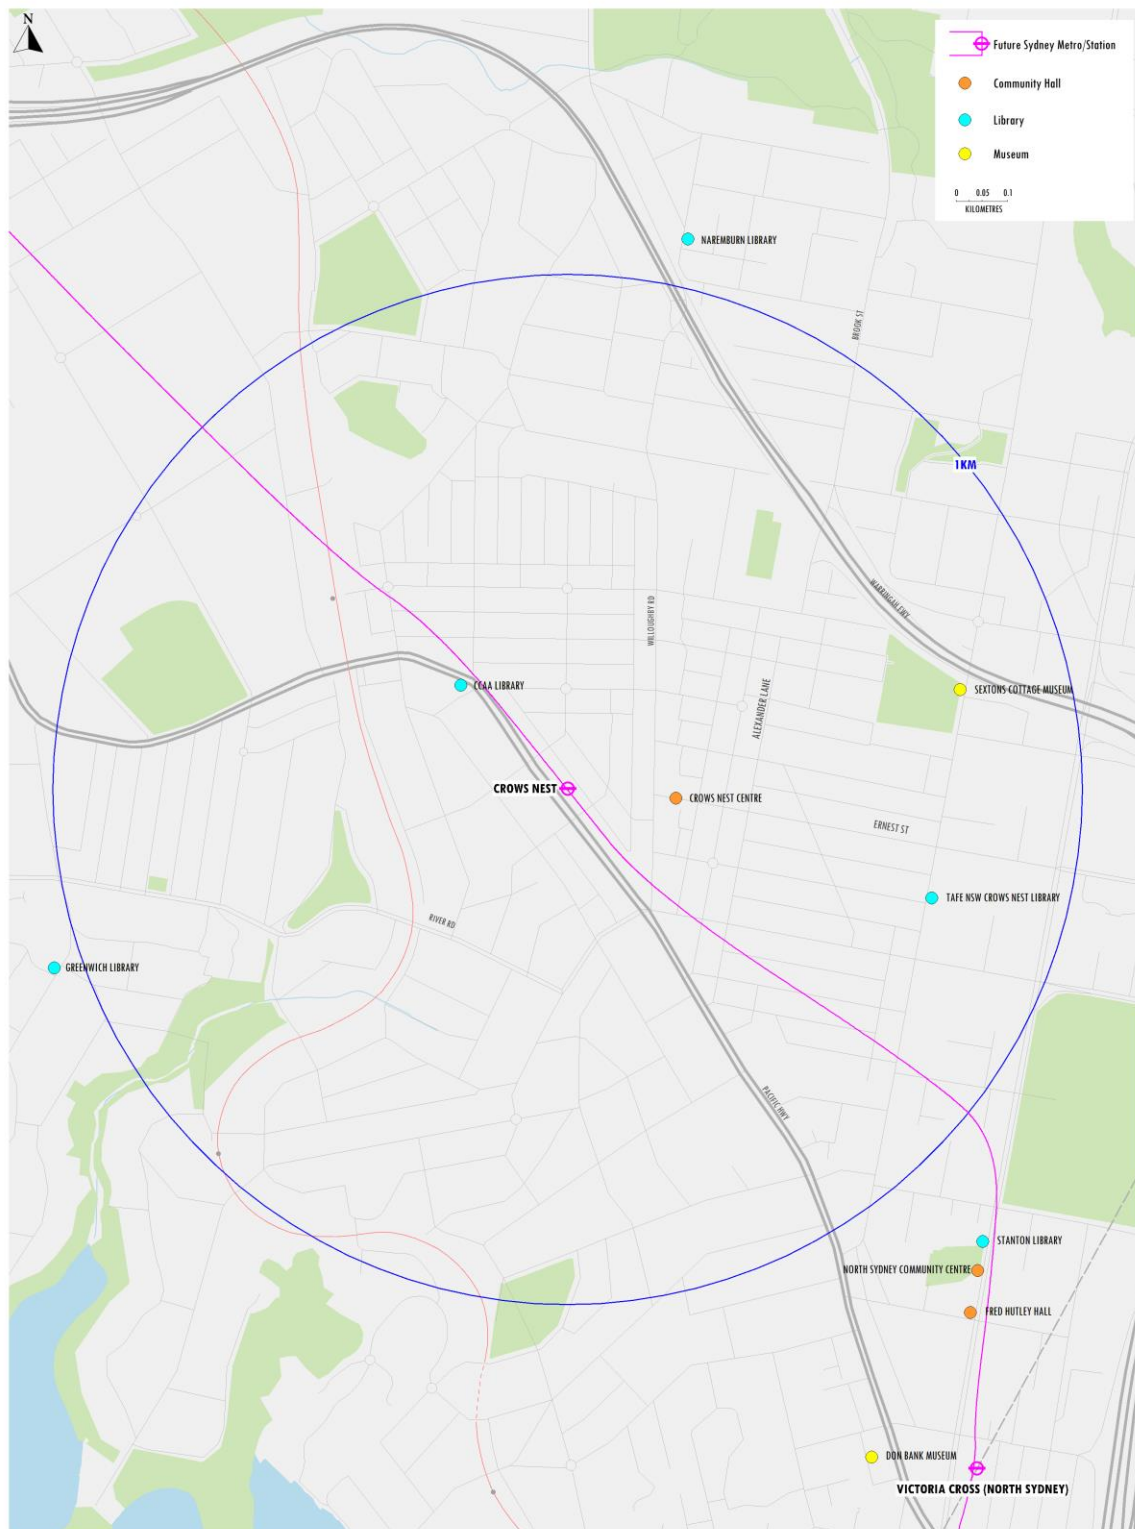 N
Future Sydney Metro/Station
Community Hall
Library
Museum
0 0.05 0.1
KILOMETRES
NAREMBURN LIBRARY
BROOK ST
1KM
WARRINGAH FWY
WILLOUGHBY RD
CCAA LIBRARY
SEXTONS COTTAGE MUSEUM
ALEXANDER LANE
CROWS NEST
CROWS NEST CENTRE
ERNEST ST
TAFE NSW CROWS NEST LIBRARY
RIVER RD
GREENWICH LIBRARY
PACIFIC HWY
STANTON LIBRARY
NORTH SYDNEY COMMUNITY CENTRE
FRED HUTLEY HALL
DON BANK MUSEUM
VICTORIA CROSS (NORTH SYDNEY)